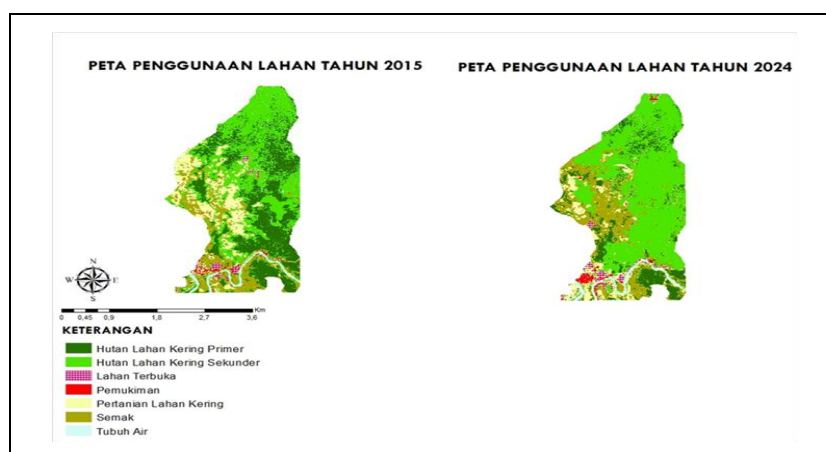 PETA PENGGUNAAN LAHAN TAHUN 2015
PETA PENGGUNAAN LAHAN TAHUN 2024
N
W E
S
0 0,45 0,9 1,8 2,7 3,6
Km
KETERANGAN
Hutan Lahan Kering Primer
Hutan Lahan Kering Sekunder
Lahan Terbuka
Pemukiman
Pertanian Lahan Kering
Semak
Tubuh Air